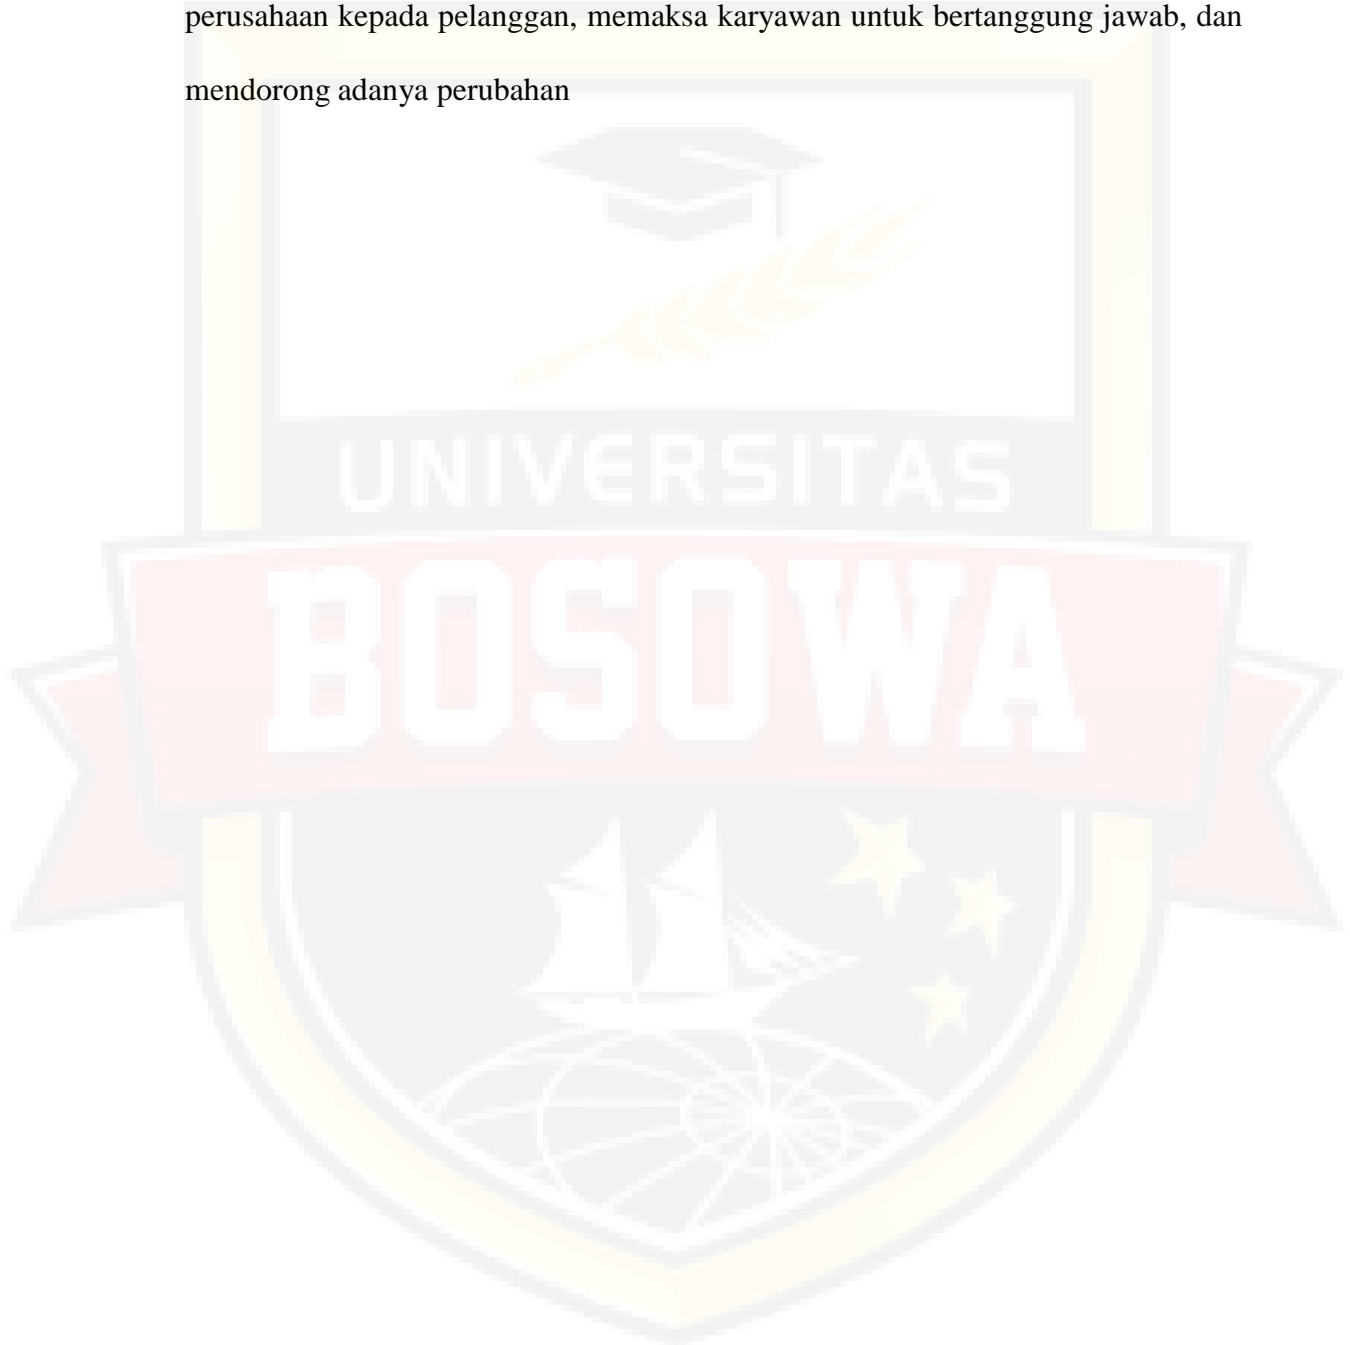 perusahaan kepada pelanggan, memaksa karyawan untuk bertanggung jawab, dan
mendorong adanya perubahan
UNIVERSITAS
BOSOWA